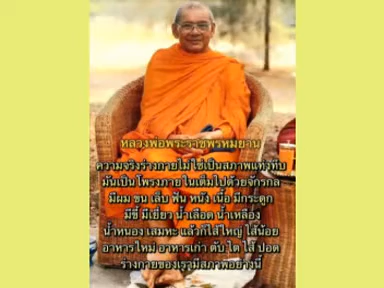 หลวงพ่อพระราชพรหมยาน
ความจริงร่างกายไม่ใช่เป็นสภาพแท่งทึบ
มันเป็นโพรงภายในเต็มไปด้วยจักรกล
มีผม ขน เล็บ ฟัน หนัง เนื้อ มีกระดูก
มีขี้ มีเยี่ยว น้ำเลือด น้ำเหลือง
น้ำหนอง เสมหะ แล้วก็ไส้ใหญ่ ไส้น้อย
อาหารใหม่ อาหารเก่า ตับ ไต ไส้ ปอด
ร่างกายของเรามีสภาพอย่างนี้